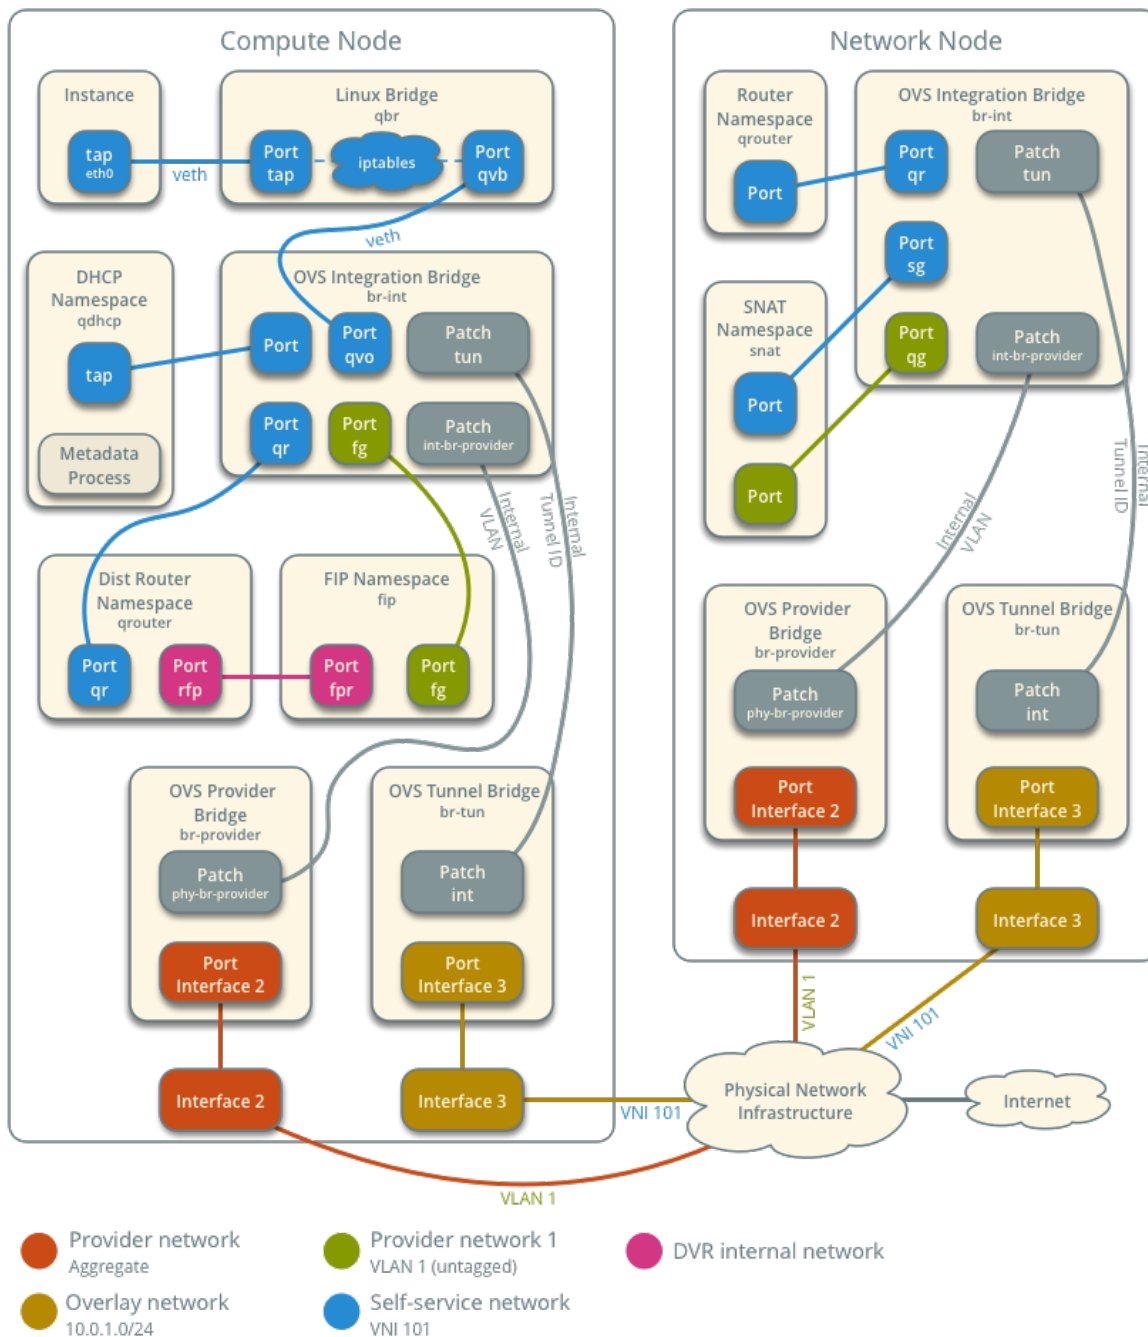 Compute Node
Instance
tap
eth0
veth
Linux Bridge
qbr
Port
tap
iptables
Port
qvb
veth
DHCP
Namespace
qdhcp
tap
Metadata
Process
OVS Integration Bridge
br-int
Port
Port
qvo
Patch
tun
Port
qr
Port
fg
Patch
int-br-provider
Internal
VLAN
Internal
Tunnel ID
Dist Router
Namespace
qrouter
Port
qr
Port
rfp
FIP Namespace
fip
Port
fpr
Port
fg
OVS Provider
Bridge
br-provider
Patch
phy-br-provider
Port
Interface 2
Interface 2
OVS Tunnel Bridge
br-tun
Patch
int
Port
Interface 3
Interface 3
Network Node
Router
Namespace
qrouter
Port
OVS Integration Bridge
br-int
Port
qr
Patch
tun
Port
sg
Port
qg
Patch
int-br-provider
SNAT
Namespace
snat
Port
Port
Internal
VLAN
Internal
Tunnel ID
OVS Provider
Bridge
br-provider
Patch
phy-br-provider
Port
Interface 2
Interface 2
OVS Tunnel Bridge
br-tun
Patch
int
Port
Interface 3
Interface 3
VLAN 1
VNI 101
VNI 101
Physical Network
Infrastructure
Internet
VLAN 1
Provider network
Aggregate
Provider network 1
VLAN 1 (untagged)
DVR internal network
Overlay network
10.0.1.0/24
Self-service network
VNI 101